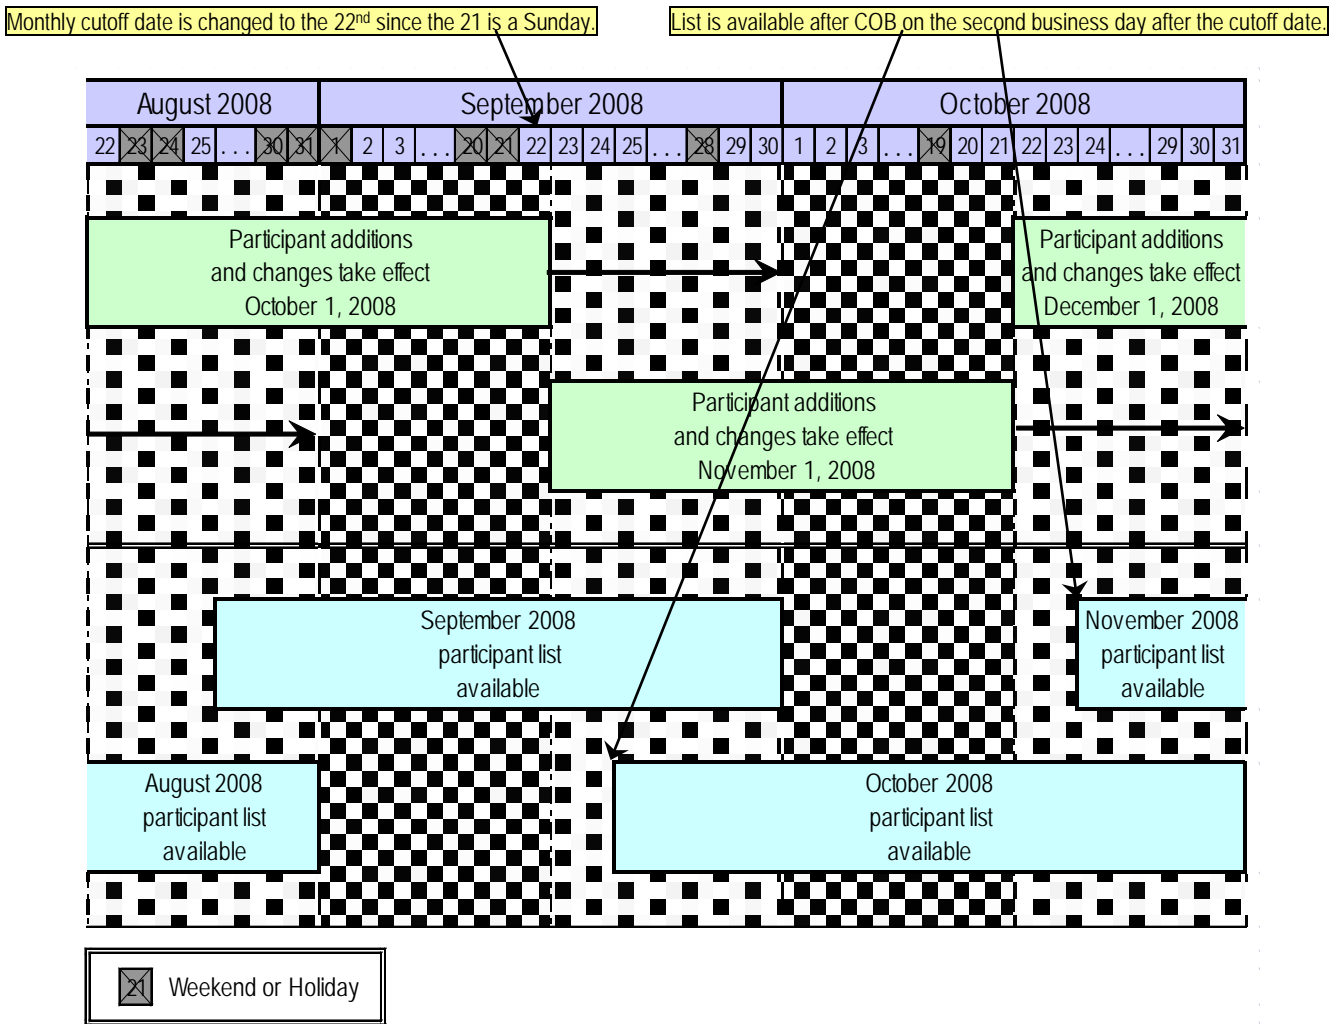 Monthly cutoff date is changed to the 22nd since the 21 is a Sunday.
List is available after COB on the second business day after the cutoff date.
August 2008 September 2008 October 2008
22 23 24 25 ... 30 31 1 2 3 ... 20 21 22 23 24 25 ... 28 29 30 1 2 3 ... 19 20 21 22 23 24 ... 29 30 31
Participant additions
and changes take effect
October 1, 2008
Participant additions
and changes take effect
December 1, 2008
Participant additions
and changes take effect
November 1, 2008
September 2008
participant list
available
November 2008
participant list
available
August 2008
participant list
available
October 2008
participant list
available
21 Weekend or Holiday